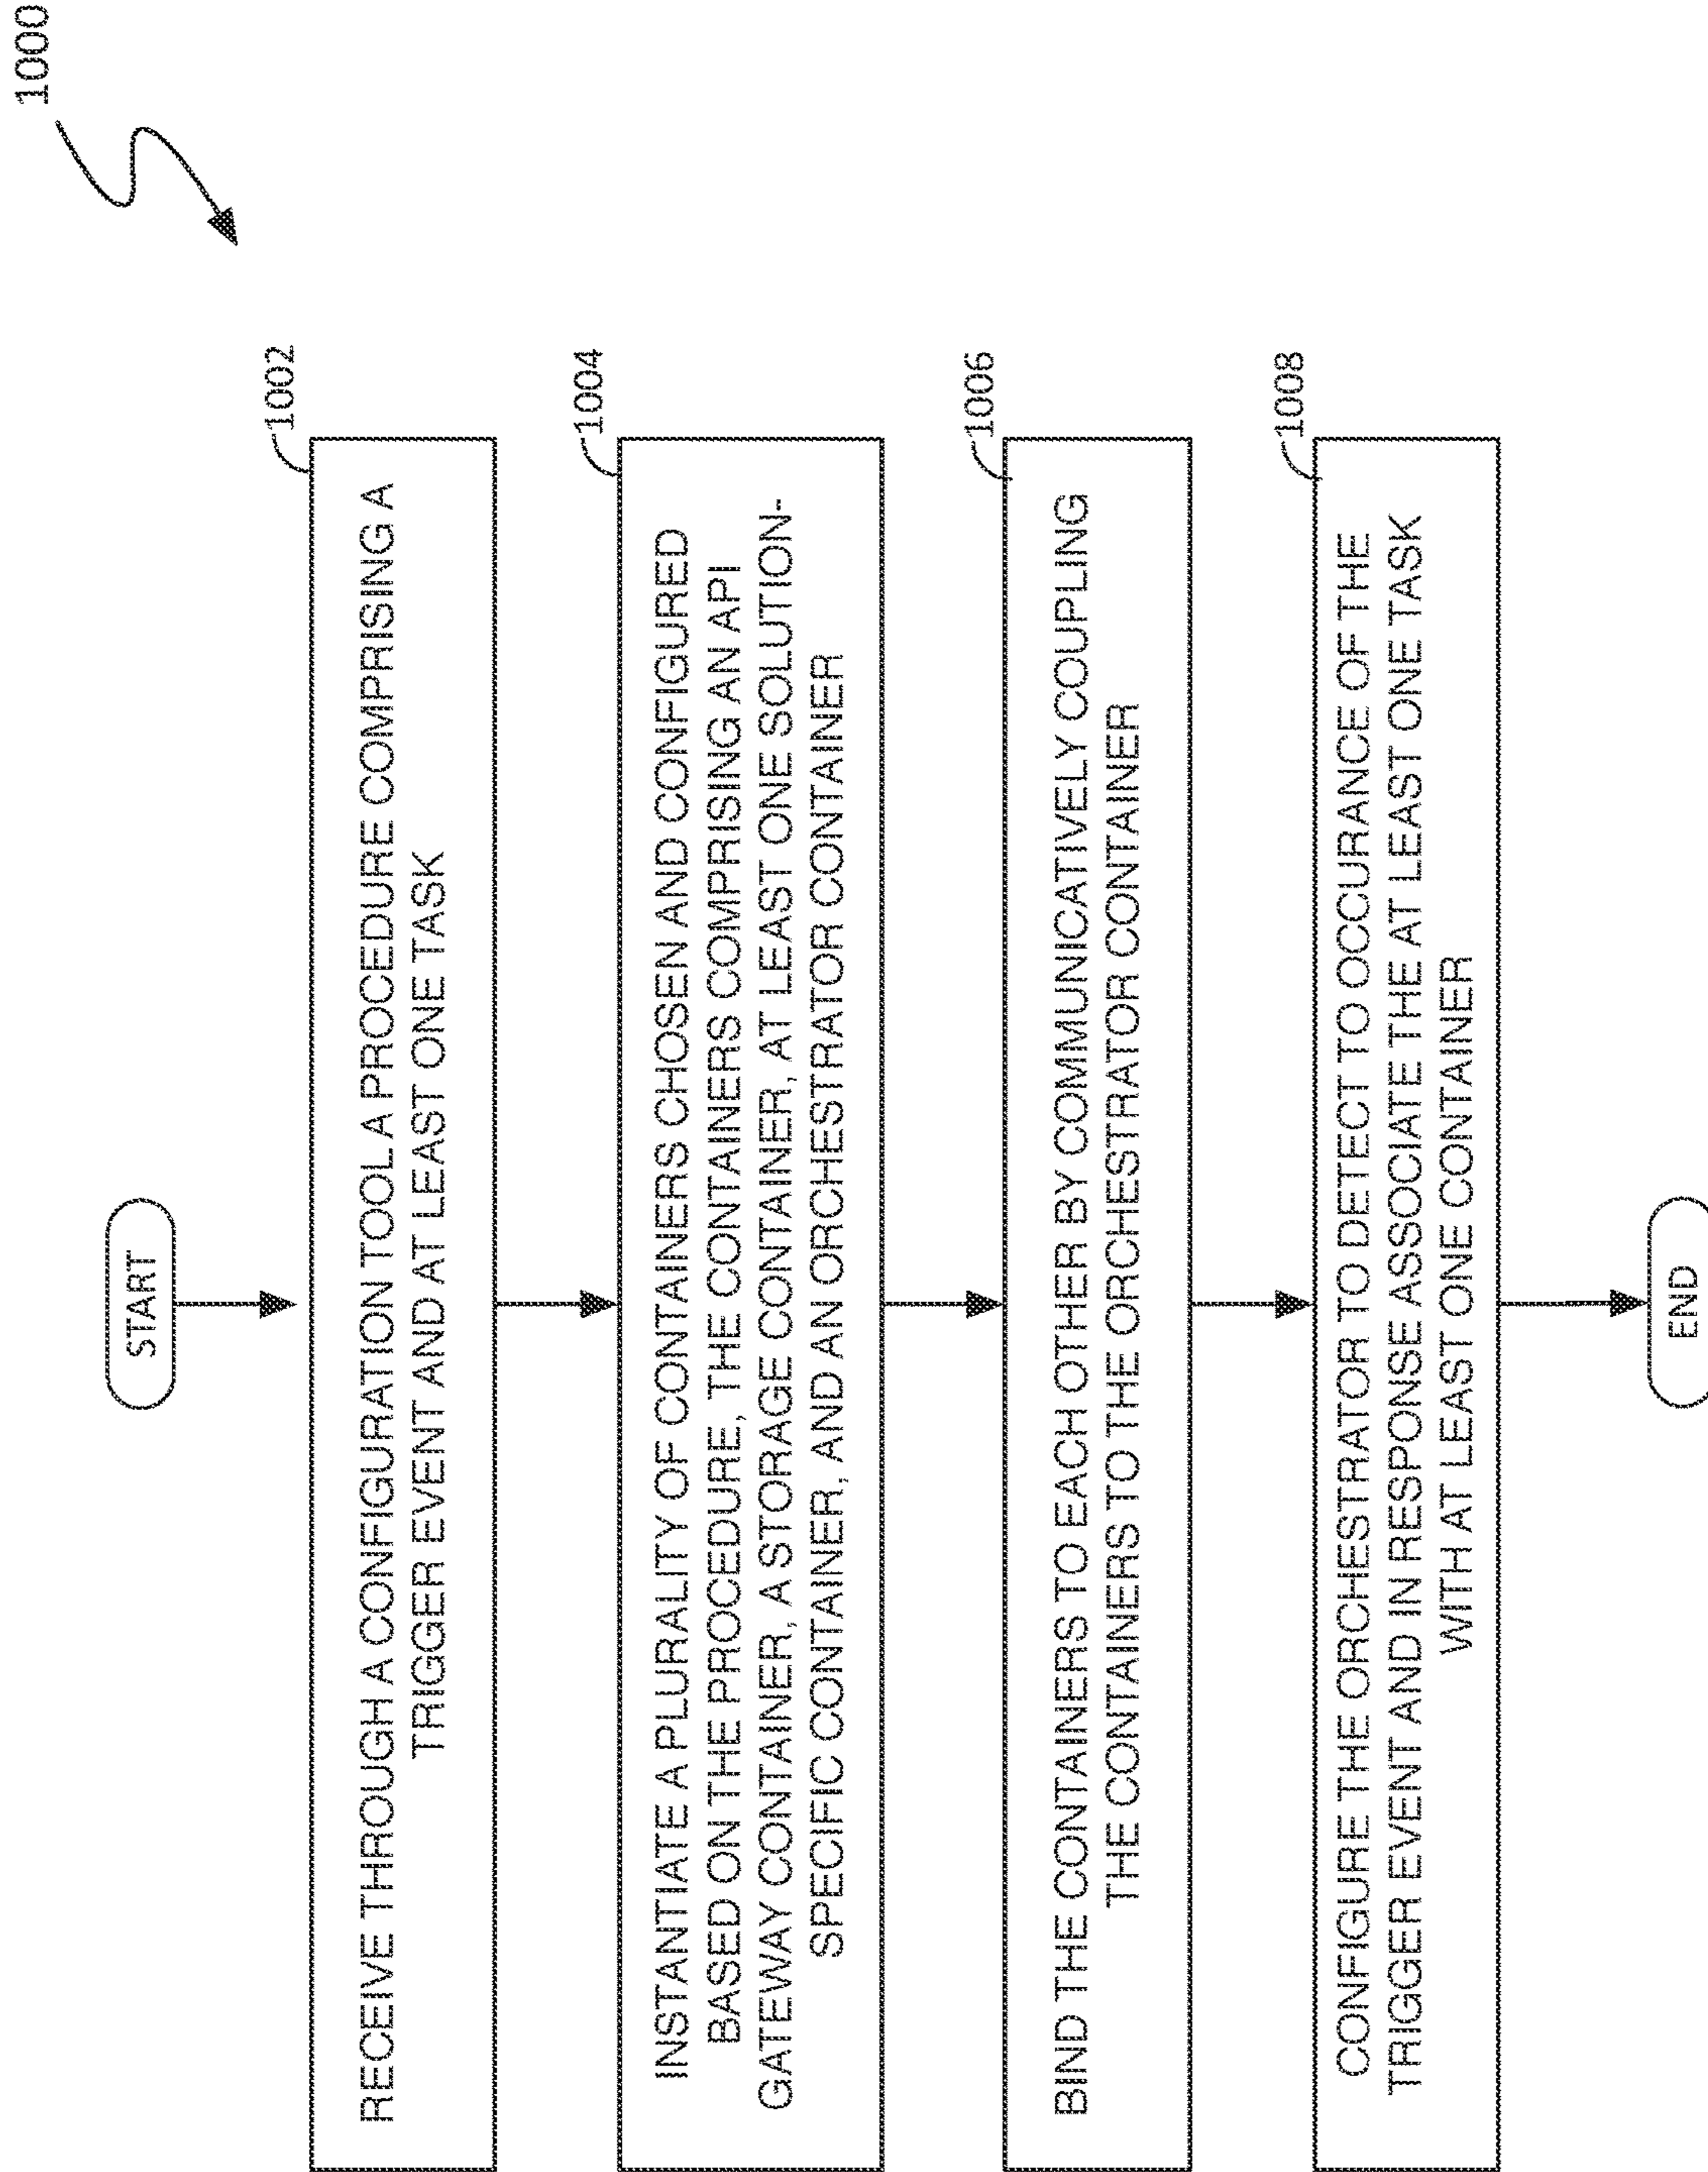 1000
START
1002
RECEIVE THROUGH A CONFIGURATION TOOL A PROCEDURE COMPRISING A
TRIGGER EVENT AND AT LEAST ONE TASK
1004
INSTANTIATE A PLURALITY OF CONTAINERS CHOSEN AND CONFIGURED
BASED ON THE PROCEDURE, THE CONTAINERS COMPRISING AN API
GATEWAY CONTAINER, A STORAGE CONTAINER, AT LEAST ONE SOLUTION-
SPECIFIC CONTAINER, AND AN ORCHESTRATOR CONTAINER
1006
BIND THE CONTAINERS TO EACH OTHER BY COMMUNICATIVELY COUPLING
THE CONTAINERS TO THE ORCHESTRATOR CONTAINER
1008
CONFIGURE THE ORCHESTRATOR TO DETECT TO OCCURANCE OF THE
TRIGGER EVENT AND IN RESPONSE ASSOCIATE THE AT LEAST ONE TASK
WITH AT LEAST ONE CONTAINER
END